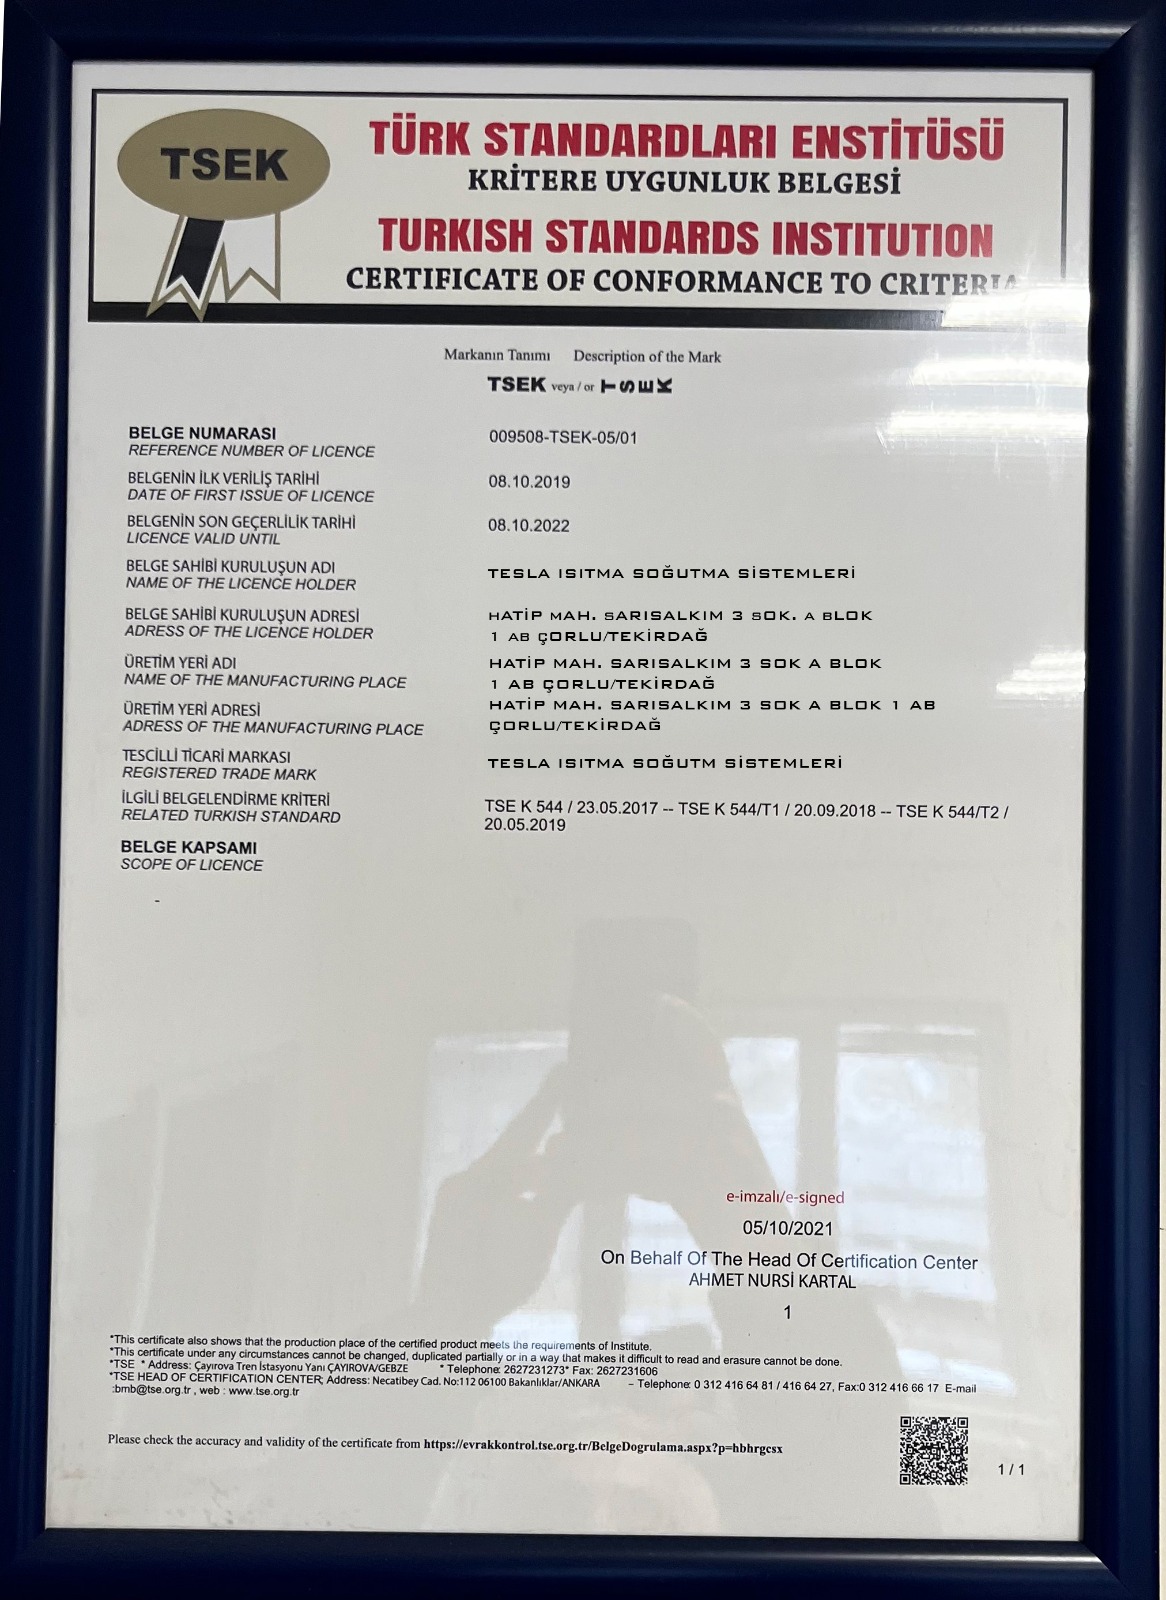 TSEK
TÜRK STANDARDLARI ENSTİTÜSÜ
KRİTERE UYGUNLUK BELGESİ
TURKISH STANDARDS INSTITUTION
CERTIFICATE OF CONFORMANCE TO CRITERIA
Markanın Tanımı Description of the Mark
TSEK veya / or TSEK
BELGE NUMARASI 009508-TSEK-05/01
REFERENCE NUMBER OF LICENCE
BELGENİN İLK VERİLİŞ TARİHİ 08.10.2019
DATE OF FIRST ISSUE OF LICENCE
BELGENİN SON GEÇERLİLİK TARİHİ 08.10.2022
LICENCE VALID UNTIL
BELGE SAHİBİ KURULUŞUN ADI TESLA ISITMA SOĞUTMA SİSTEMLERİ
NAME OF THE LICENCE HOLDER
BELGE SAHİBİ KURULUŞUN ADRESİ HATİP MAH. SARISALKIM 3 SOK. A BLOK
ADRESS OF THE LICENCE HOLDER 1 AB ÇORLU/TEKİRDAĞ
ÜRETİM YERİ ADI HATİP MAH. SARISALKIM 3 SOK A BLOK
NAME OF THE MANUFACTURING PLACE 1 AB ÇORLU/TEKİRDAĞ
ÜRETİM YERİ ADRESİ HATİP MAH. SARISALKIM 3 SOK A BLOK 1 AB
ADRESS OF THE MANUFACTURING PLACE ÇORLU/TEKİRDAĞ
TESCİLLİ TİCARİ MARKASI TESLA ISITMA SOĞUTM SİSTEMLERİ
REGISTERED TRADE MARK
İLGİLİ BELGELENDİRME KRİTERİ TSE K 544 / 23.05.2017 -- TSE K 544/T1 / 20.09.2018 -- TSE K 544/T2 /
RELATED TURKISH STANDARD 20.05.2019
BELGE KAPSAMI
SCOPE OF LICENCE
-
e-imzalı/e-signed
05/10/2021
On Behalf Of The Head Of Certification Center
AHMET NURSİ KARTAL
1
*This certificate also shows that the production place of the certified product meets the requirements of Institute.
*This certificate under any circumstances cannot be changed, duplicated partially or in a way that makes it difficult to read and erasure cannot be done.
*TSE * Address: Çayırova Tren İstasyonu Yanı ÇAYIROVA/GEBZE * Telephone: 2627231273* Fax: 2627231606
*TSE HEAD OF CERTIFICATION CENTER; Address: Necatibey Cad. No:112 06100 Bakanlıklar/ANKARA – Telephone: 0 312 416 64 81 / 416 64 27, Fax:0 312 416 66 17 E-mail
:bmb@tse.org.tr , web : www.tse.org.tr
Please check the accuracy and validity of the certificate from https://evrakkontrol.tse.org.tr/BelgeDogrulama.aspx?p=hbhrgcsx
1 / 1